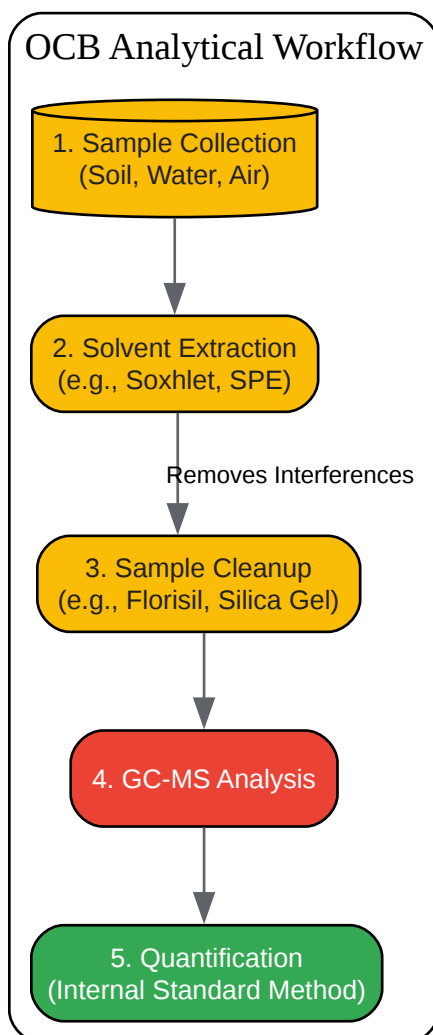 OCB Analytical Workflow
1. Sample Collection
(Soil, Water, Air)
2. Solvent Extraction
(e.g., Soxhlet, SPE)
Removes Interferences
3. Sample Cleanup
(e.g., Florisil, Silica Gel)
4. GC-MS Analysis
5. Quantification
(Internal Standard Method)